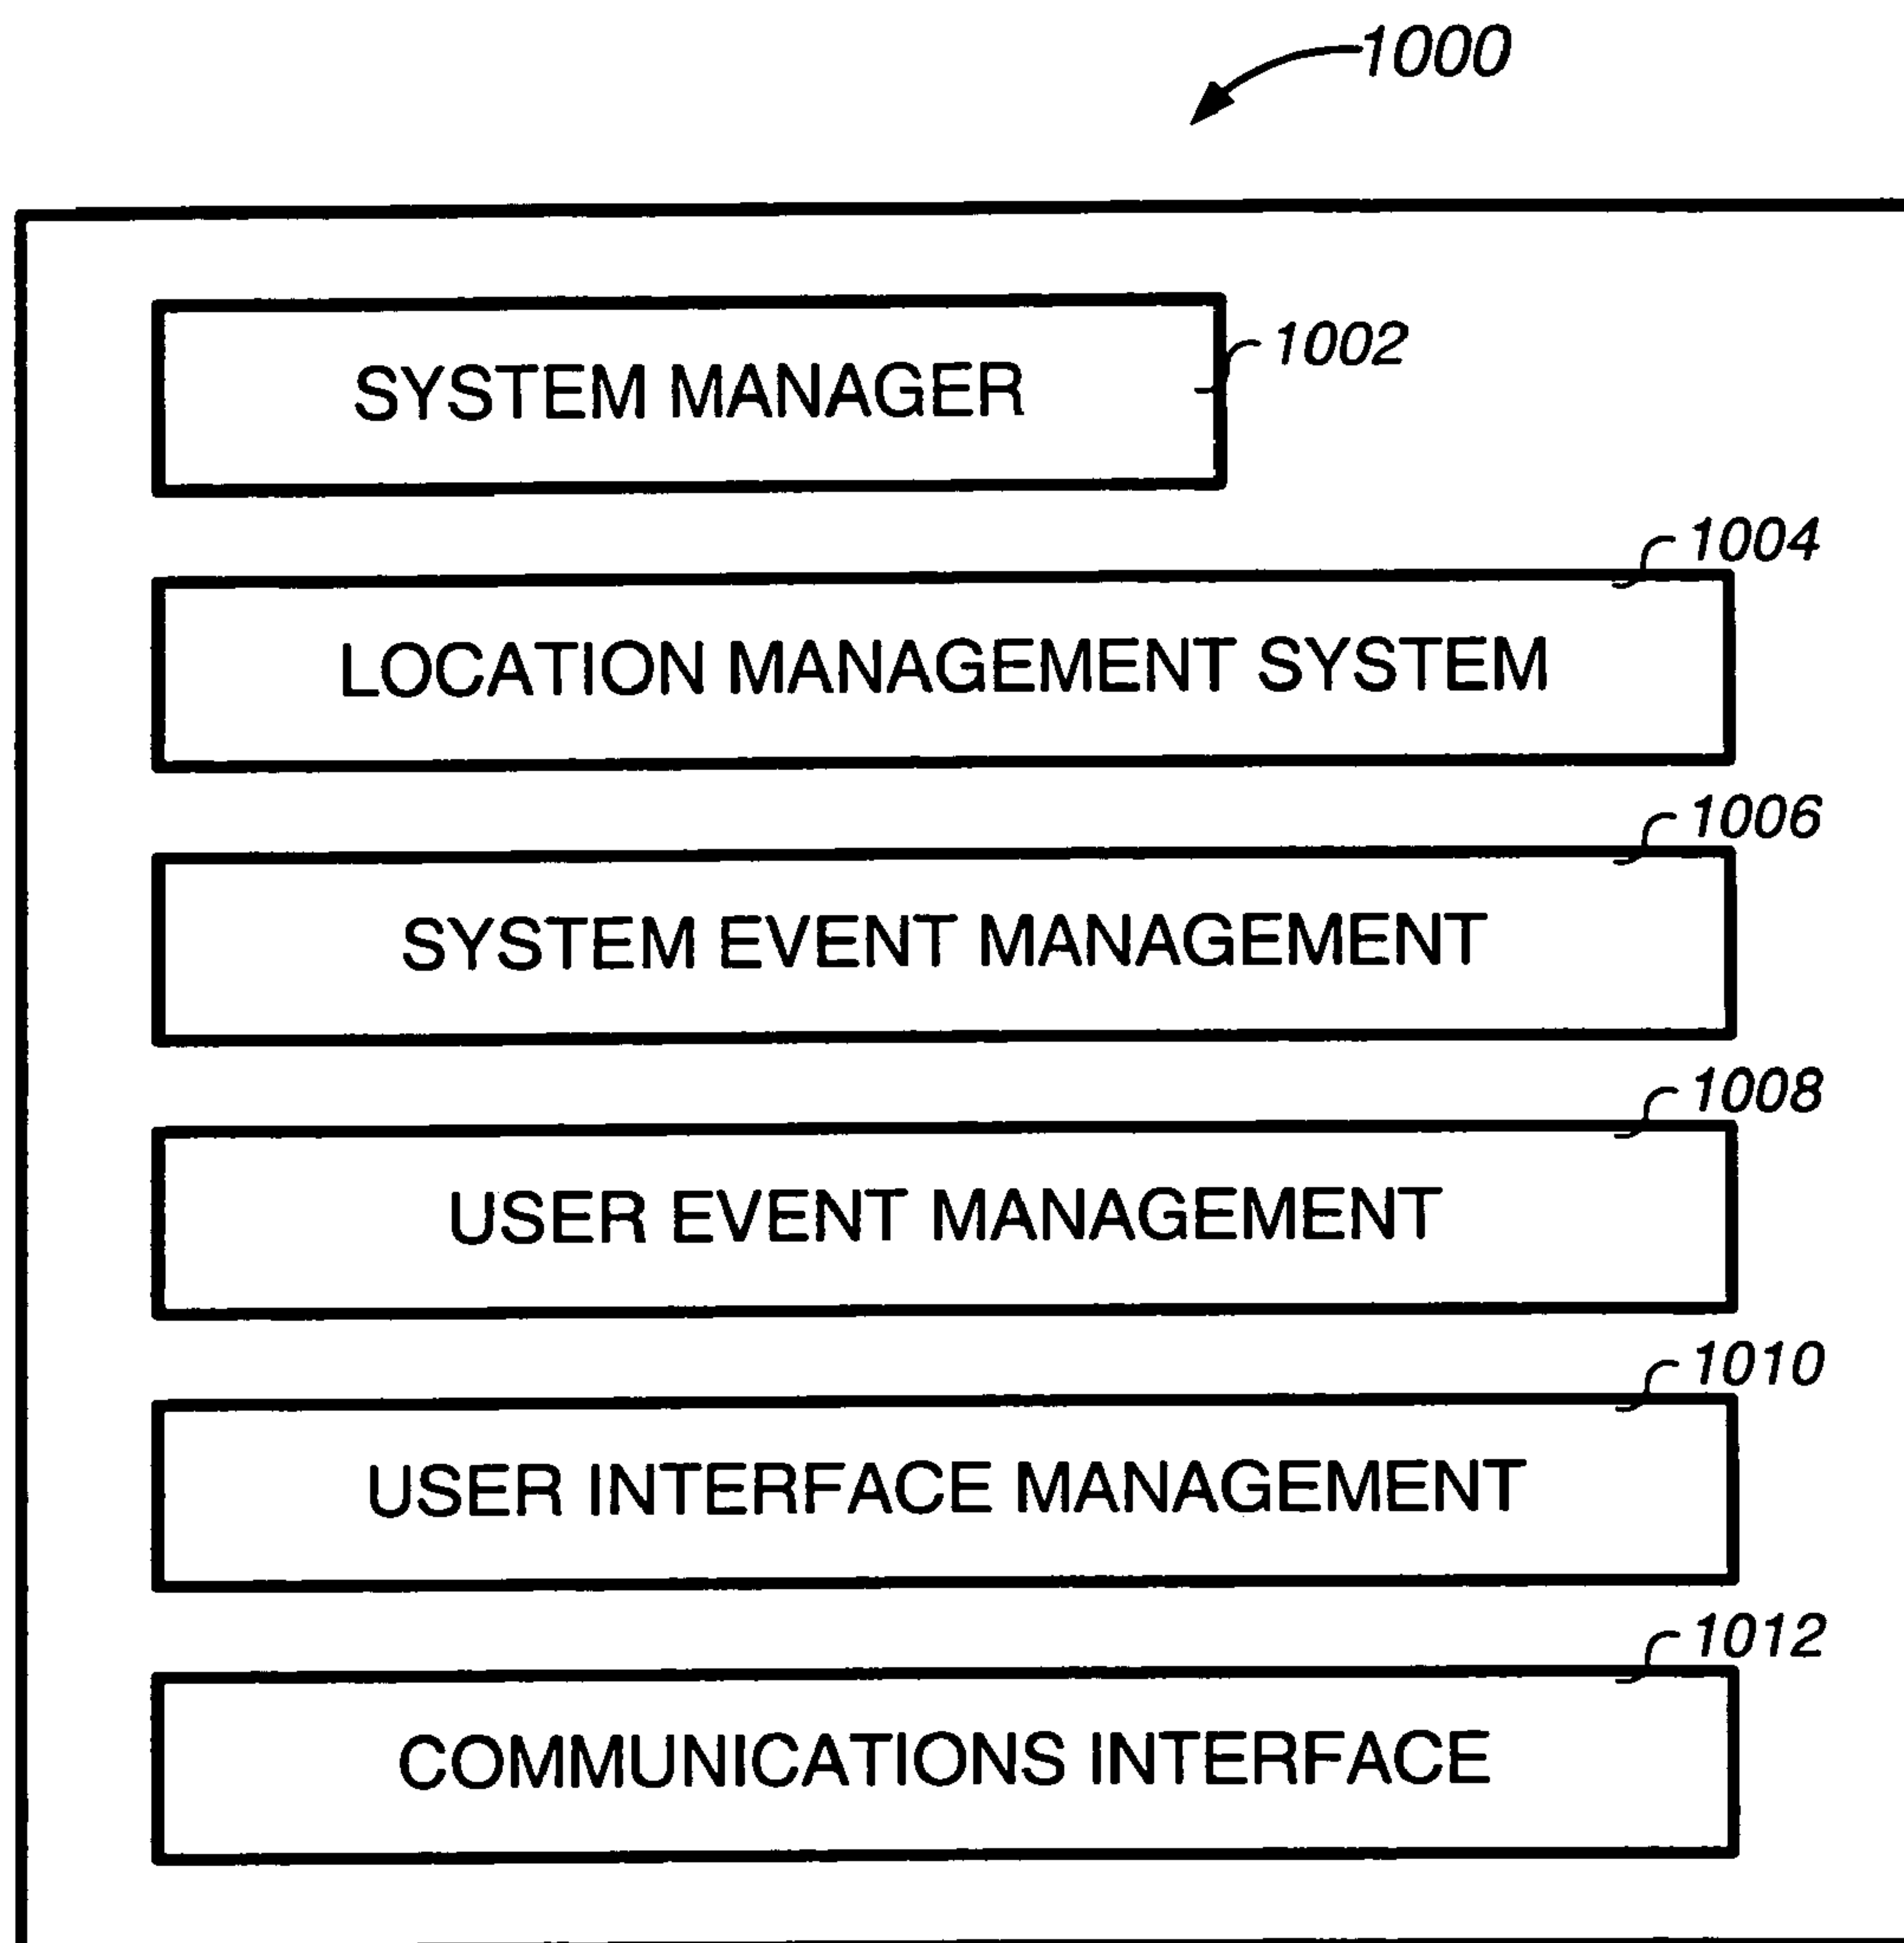 1000
SYSTEM MANAGER
1002
1004
LOCATION MANAGEMENT SYSTEM
1006
SYSTEM EVENT MANAGEMENT
1008
USER EVENT MANAGEMENT
1010
USER INTERFACE MANAGEMENT
1012
COMMUNICATIONS INTERFACE